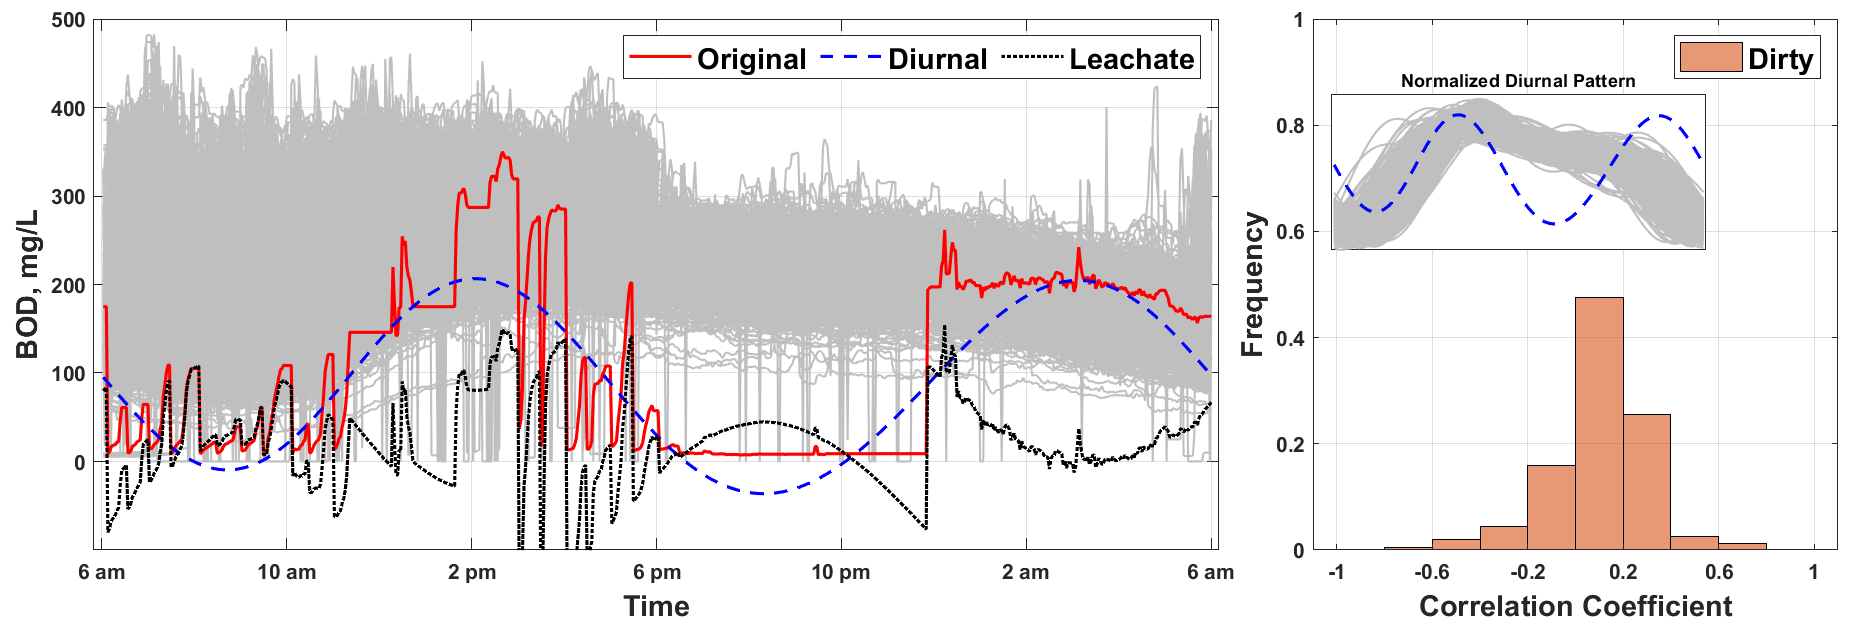 500
400
300
200
100
0
BOD, mg/L
Original Diurnal Leachate
6 am 10 am 2 pm 6 pm 10 pm 2 am 6 am
Time
1
0.8
0.6
0.4
0.2
0
Frequency
Dirty
Normalized Diurnal Pattern
-1 -0.6 -0.2 0.2 0.6 1
Correlation Coefficient